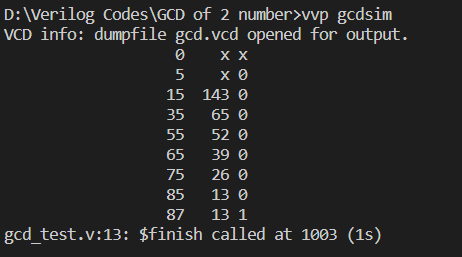 D:\Verilog Codes\GCD of 2 number>vvp gcdsim
VCD info: dumpfile gcd.vcd opened for output.
0 x x
5 x 0
15 143 0
35 65 0
55 52 0
65 39 0
75 26 0
85 13 0
87 13 1
gcd_test.v:13: $finish called at 1003 (1s)